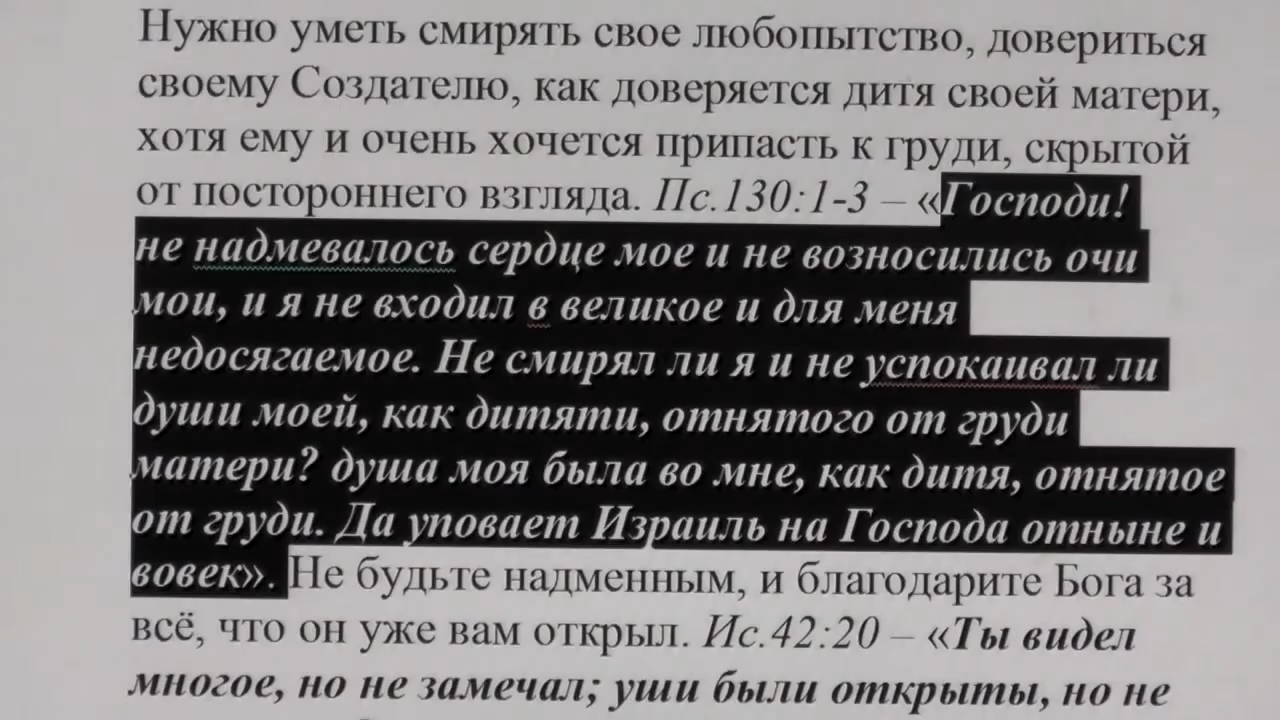 Нужно уметь смирять свое любопытство, довериться
своему Создателю, как доверяется дитя своей матери,
хотя ему и очень хочется припасть к груди, скрытой
от постороннего взгляда. Пс.130:1-3 – «Господи!
не надмевалось сердце мое и не возносились очи
мои, и я не входил в великое и для меня
недосягаемое. Не смирял ли я и не успокаивал ли
души моей, как дитяти, отнятого от груди
матери? душа моя была во мне, как дитя, отнятое
от груди. Да уповает Израиль на Господа отныне и
вовек». Не будьте надменным, и благодарите Бога за
всё, что он уже вам открыл. Ис.42:20 – «Ты видел
многое, но не замечал; уши были открыты, но не